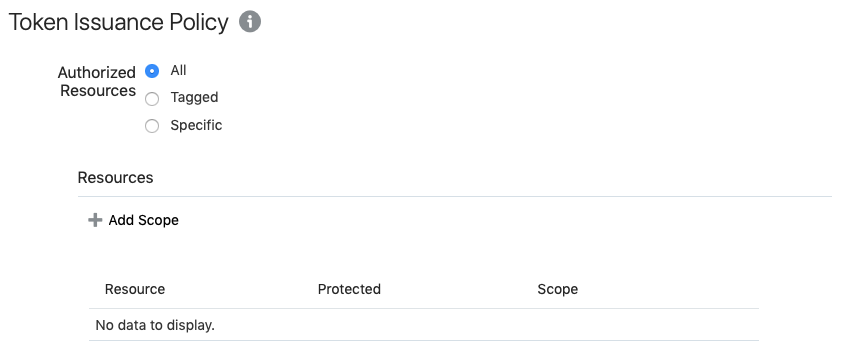 Token Issuance Policy
Authorized
Resources
All
Tagged
Specific
Resources
Add Scope
Resource Protected Scope
No data to display.